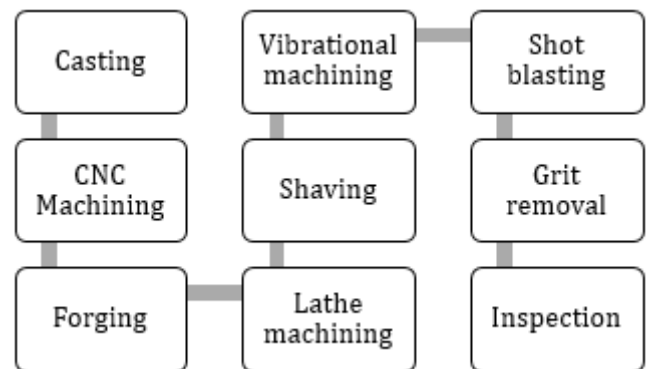 Casting
CNC
Machining
Forging
Lathe
machining
Shaving
Vibrational
machining
Shot
blasting
Grit
removal
Inspection